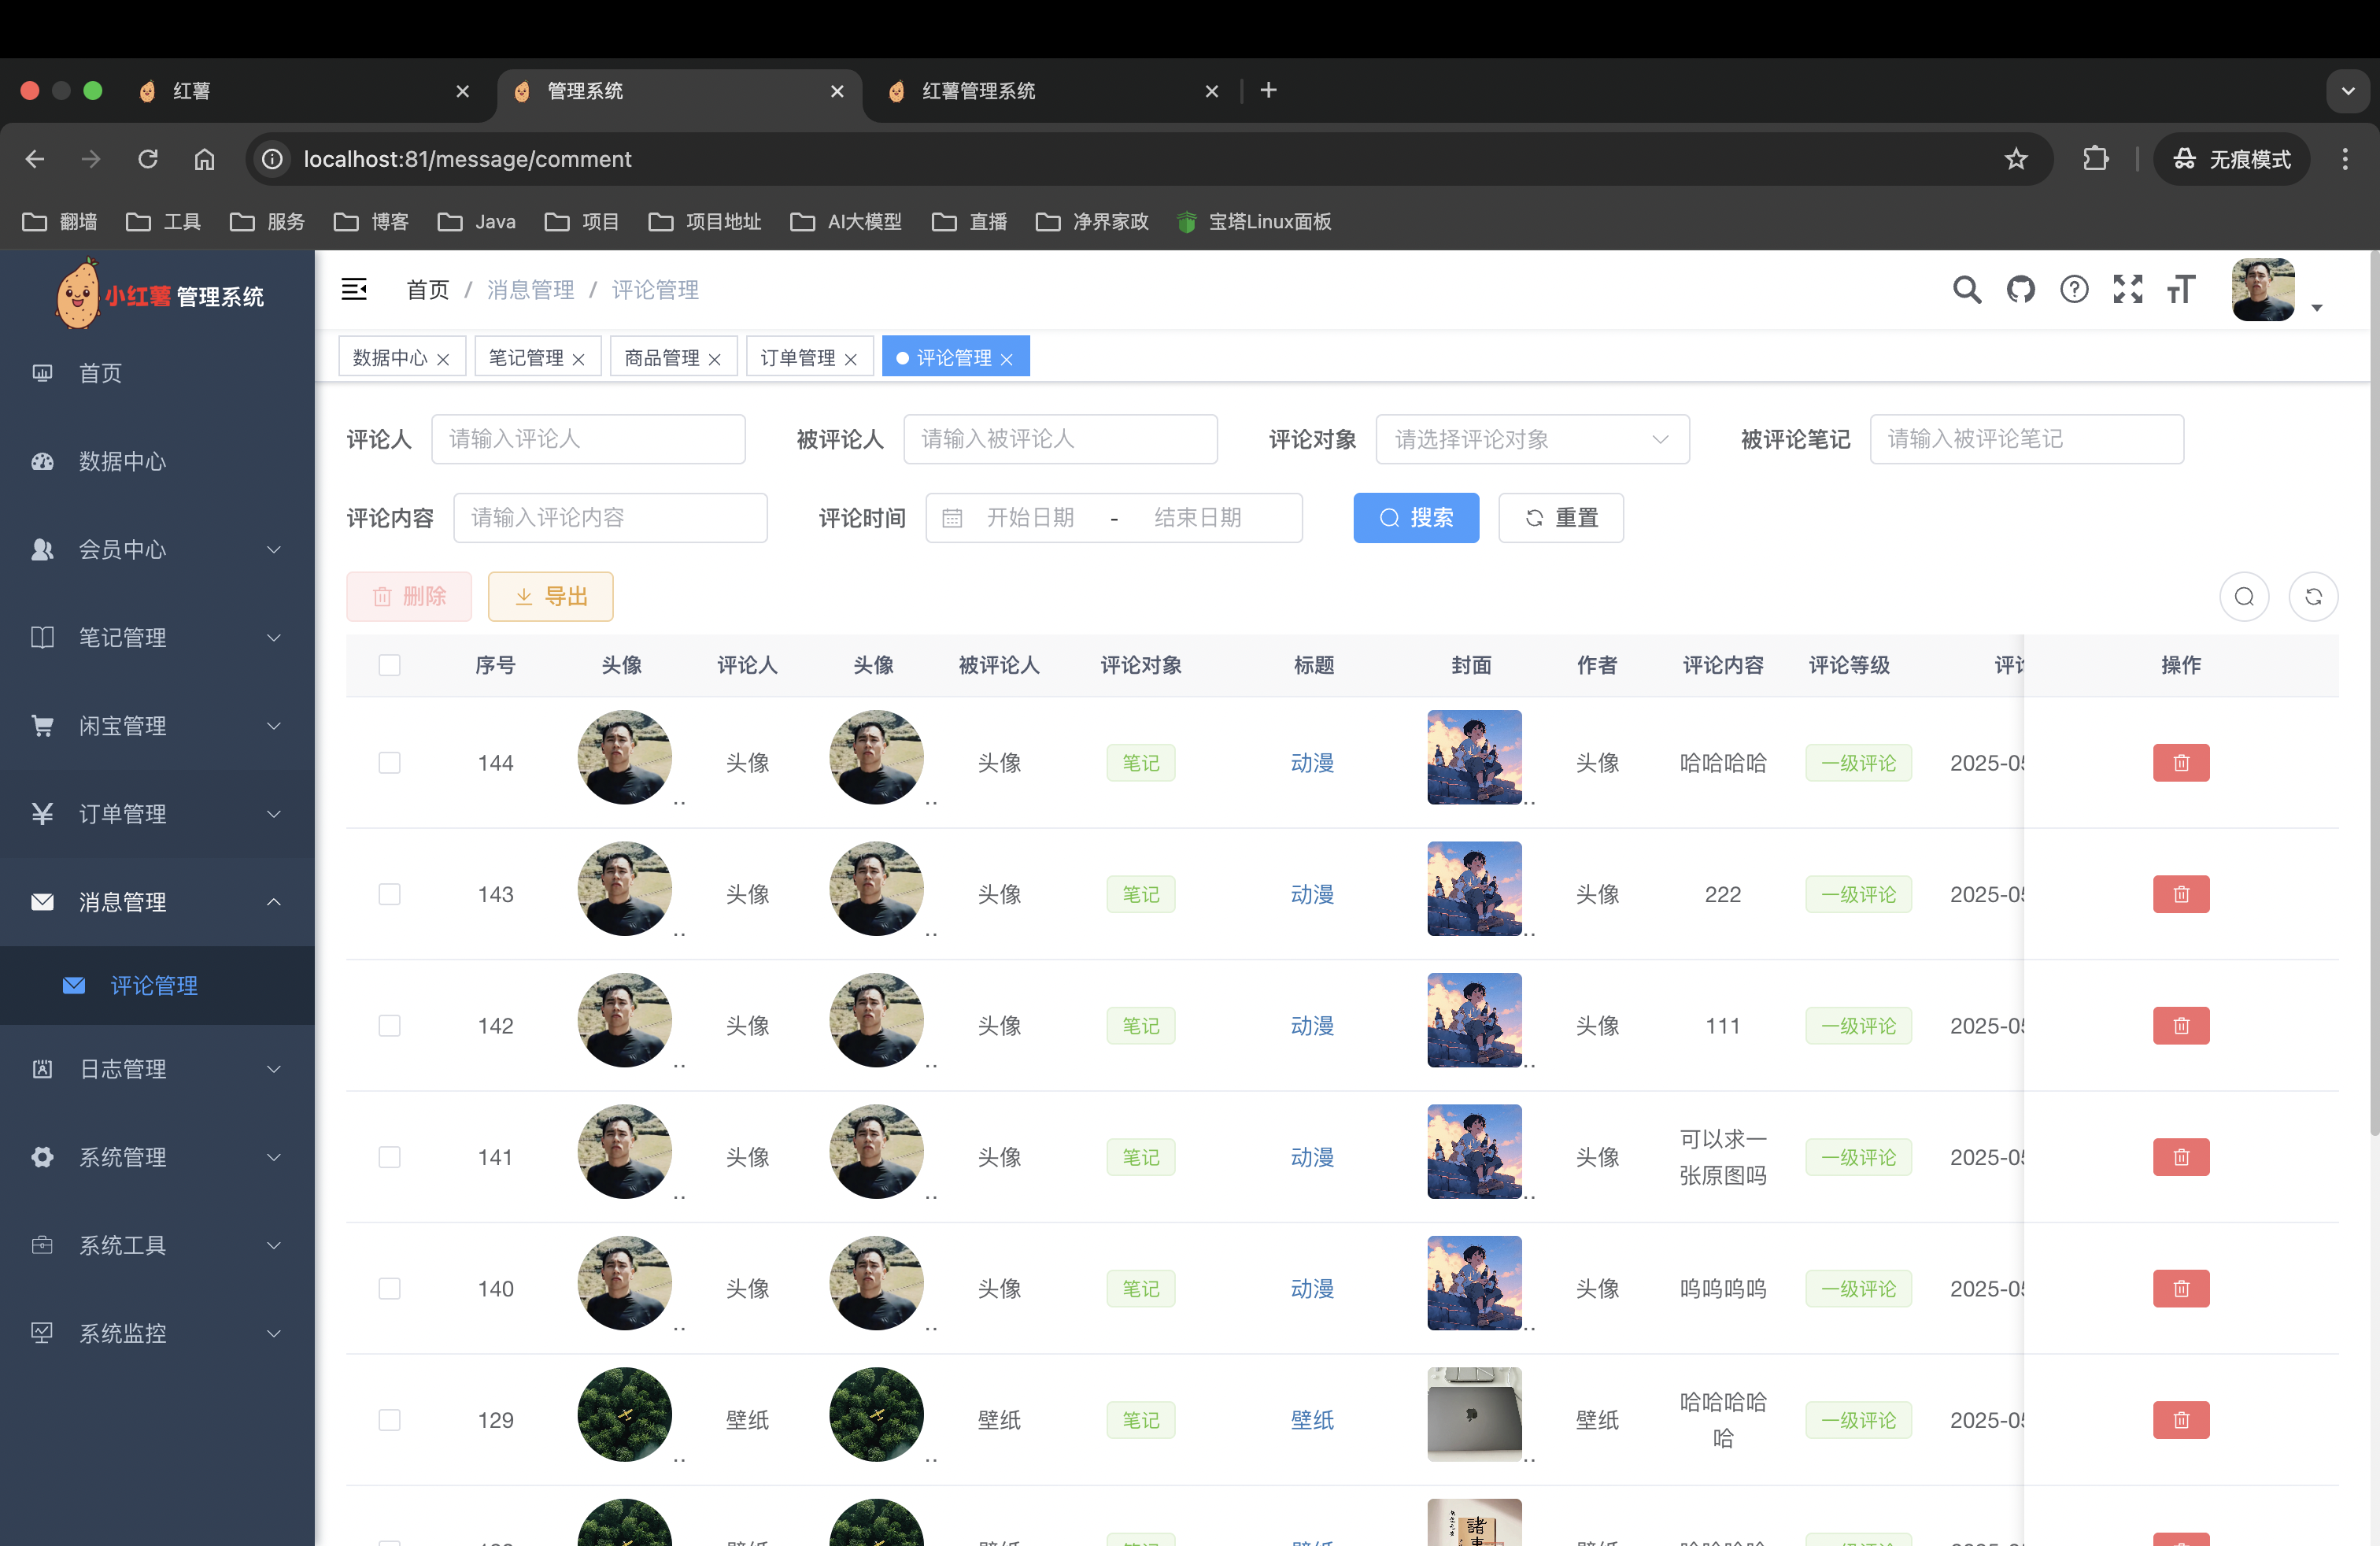 红薯
管理系统
红薯管理系统
localhost:81/message/comment
无痕模式
翻墙 工具 服务 博客 Java 项目 项目地址 AI大模型 直播 净界家政 宝塔Linux面板
小红薯 管理系统
首页 / 消息管理 / 评论管理
首页
数据中心
会员中心
笔记管理
闲宝管理
订单管理
消息管理
评论管理
日志管理
系统管理
系统工具
系统监控
数据中心 笔记管理 商品管理 订单管理 评论管理
评论人 请输入评论人 被评论人 请输入被评论人 评论对象 请选择评论对象 被评论笔记 请输入被评论笔记
评论内容 请输入评论内容 评论时间 开始日期 - 结束日期 搜索 重置
删除 导出
序号 头像 评论人 头像 被评论人 评论对象 标题 封面 作者 评论内容 评论等级 操作
144 头像 头像 笔记 动漫 头像 哈哈哈哈 一级评论 2025-05
143 头像 头像 笔记 动漫 头像 222 一级评论 2025-05
142 头像 头像 笔记 动漫 头像 111 一级评论 2025-05
141 头像 头像 笔记 动漫 头像 可以求一
张原图吗 一级评论 2025-05
140 头像 头像 笔记 动漫 头像 呜呜呜呜 一级评论 2025-05
129 壁纸 壁纸 笔记 壁纸 壁纸 哈哈哈哈
哈 一级评论 2025-05